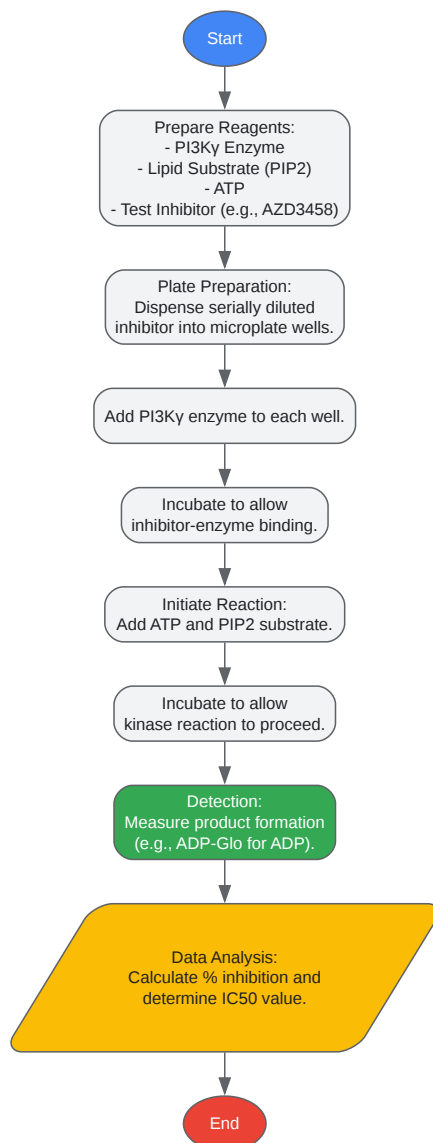 Start
Prepare Reagents:
- PI3Kγ Enzyme
- Lipid Substrate (PIP2)
- ATP
- Test Inhibitor (e.g., AZD3458)
Plate Preparation:
Dispense serially diluted
inhibitor into microplate wells.
Add PI3Kγ enzyme to each well.
Incubate to allow
inhibitor-enzyme binding.
Initiate Reaction:
Add ATP and PIP2 substrate.
Incubate to allow
kinase reaction to proceed.
Detection:
Measure product formation
(e.g., ADP-Glo for ADP).
Data Analysis:
Calculate % inhibition and
determine IC50 value.
End